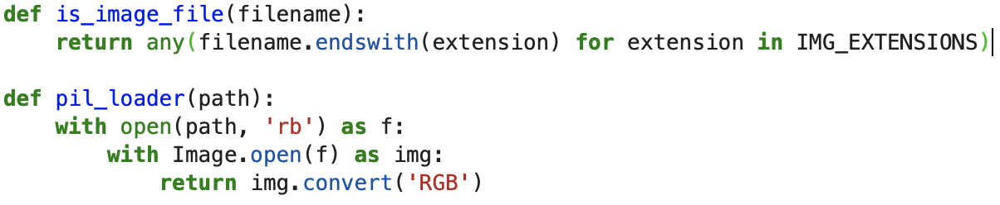 def is_image_file(filename):
    return any(filename.endswith(extension) for extension in IMG_EXTENSIONS)

def pil_loader(path):
    with open(path, 'rb') as f:
        with Image.open(f) as img:
            return img.convert('RGB')